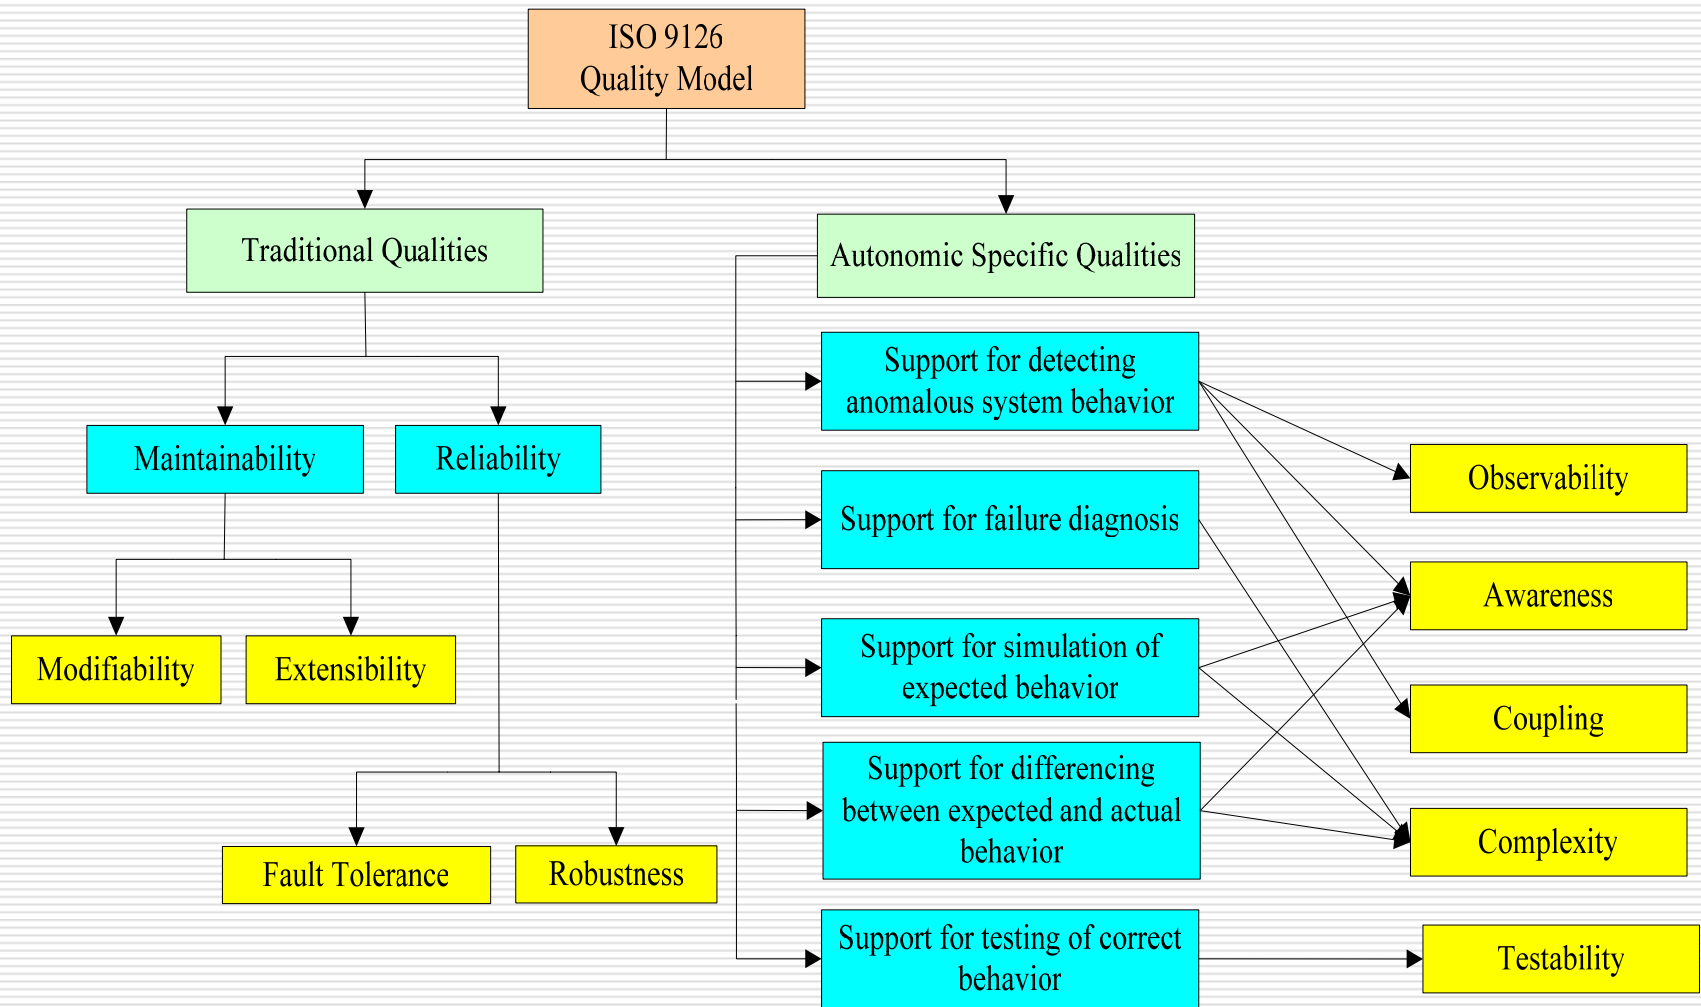 ISO 9126
Quality Model
Traditional Qualities
Autonomic Specific Qualities
Support for detecting
anomalous system behavior
Maintainability
Reliability
Observability
Support for failure diagnosis
Awareness
Support for simulation of
expected behavior
Modifiability
Extensibility
Coupling
Support for differencing
between expected and actual
behavior
Complexity
Fault Tolerance
Robustness
Support for testing of correct
behavior
Testability